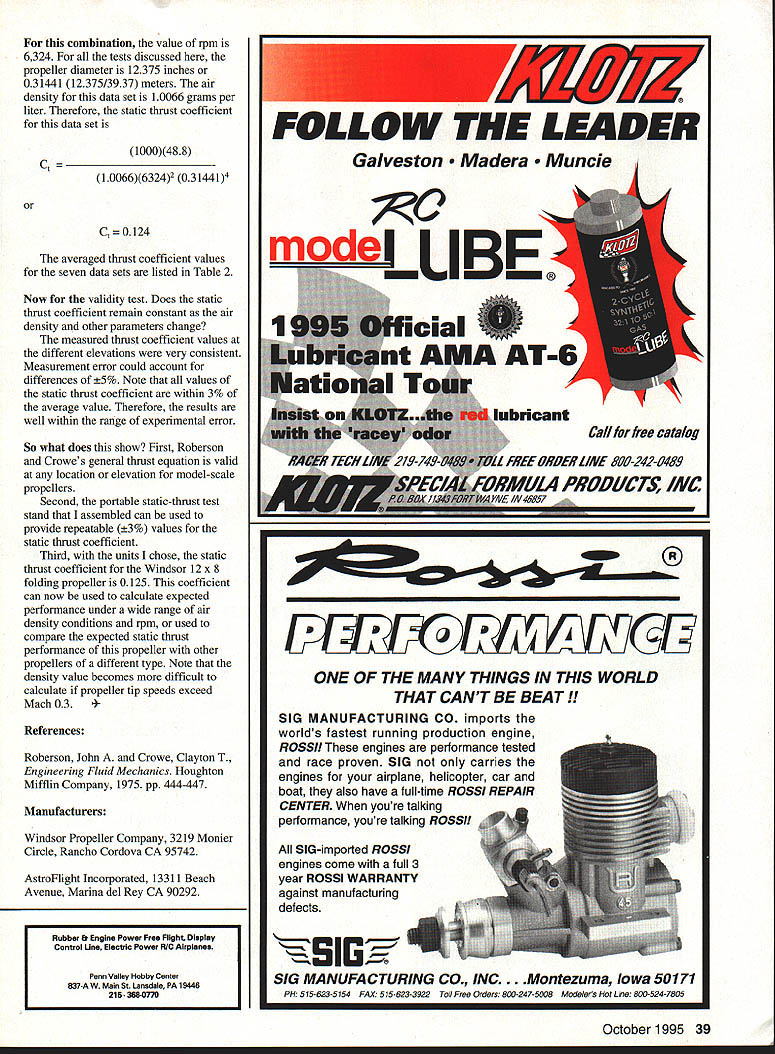 For this combination, the value of rpm is
6,324. For all the tests discussed here, the
propeller diameter is 12.375 inches or
0.31441 (12.375/39.37) meters. The air
density for this data set is 1.0066 grams per
liter. Therefore, the static thrust coefficient
for this data set is
(1000)(48.8)
Ct =
(1.0066)(6324)² (0.31441)⁴
or
Ct = 0.124
The averaged thrust coefficient values
for the seven data sets are listed in Table 2.
Now for the validity test. Does the static
thrust coefficient remain constant as the air
density and other parameters change?
The measured thrust coefficient values at
the different elevations were very consistent.
Measurement error could account for
differences of ±5%. Note that all values of
the static thrust coefficient are within 3% of
the average value. Therefore, the results are
well within the range of experimental error.
So what does this show? First, Roberson
and Crowe's general thrust equation is valid
at any location or elevation for model-scale
propellers.
Second, the portable static-thrust test
stand that I assembled can be used to
provide repeatable (±3%) values for the
static thrust coefficient.
Third, with the units I chose, the static
thrust coefficient for the Windsor 12 x 8
folding propeller is 0.125. This coefficient
can now be used to calculate expected
performance under a wide range of air
density conditions and rpm, or used to
compare the expected static thrust
performance of this propeller with other
propellers of a different type. Note that the
density value becomes more difficult to
calculate if propeller tip speeds exceed
Mach 0.3.
References:
Roberson, John A. and Crowe, Clayton T.,
Engineering Fluid Mechanics. Houghton
Mifflin Company, 1975. pp. 444-447.
Manufacturers:
Windsor Propeller Company, 3219 Monier
Circle, Rancho Cordova CA 95742.
AstroFlight Incorporated, 13311 Beach
Avenue, Marina del Rey CA 90292.
Rubber & Engine Power Free Flight, Display
Control Line, Electric Power R/C Airplanes.
Penn Valley Hobby Center
837-A W. Main St. Lansdale, PA 19446
215-368-0770
KLOTZ®
FOLLOW THE LEADER
Galveston • Madera • Muncie
RC
modeLUBE®
KLOTZ
2-CYCLE
SYNTHETIC
32:1 TO 50:1
GAS
RC
modeLUBE
1995 Official
Lubricant AMA AT-6
National Tour
Insist on KLOTZ...the red lubricant
with the 'racey' odor
Call for free catalog
RACER TECH LINE 219-749-0489 • TOLL FREE ORDER LINE 800-242-0489
KLOTZ® SPECIAL FORMULA PRODUCTS, INC.
P.O. BOX 11343 FORT WAYNE, IN 46857
Rossi®
PERFORMANCE
ONE OF THE MANY THINGS IN THIS WORLD
THAT CAN'T BE BEAT !!
SIG MANUFACTURING CO. imports the
world's fastest running production engine,
ROSSI! These engines are performance tested
and race proven. SIG not only carries the
engines for your airplane, helicopter, car and
boat, they also have a full-time ROSSI REPAIR
CENTER. When you're talking
performance, you're talking ROSSI!
All SIG-imported ROSSI
engines come with a full 3
year ROSSI WARRANTY
against manufacturing
defects.
R
45
SIG®
SIG MANUFACTURING CO., INC. . . .Montezuma, Iowa 50171
PH: 515-623-5154 FAX: 515-623-3922 Toll Free Orders: 800-247-5008 Modeler's Hot Line: 800-524-7805
October 1995 39